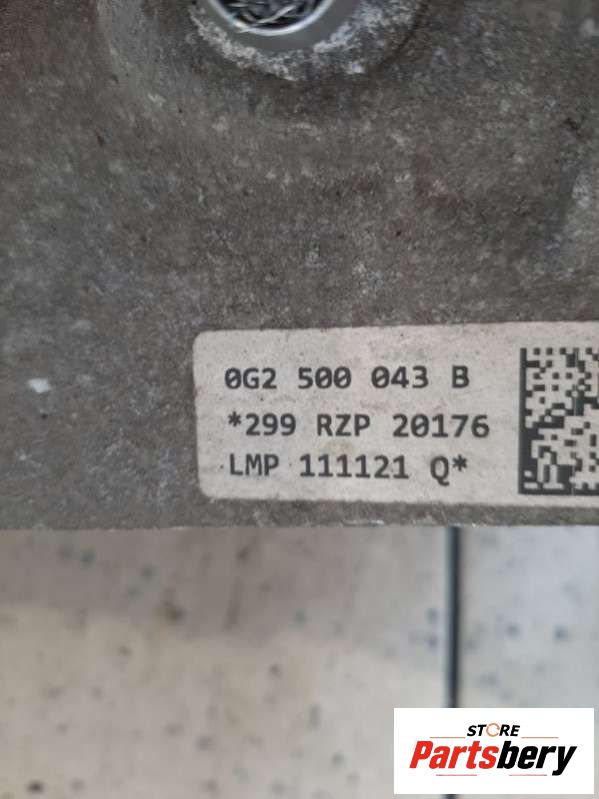 0G2 500 043 B
*299 RZP 20176
LMP 111121 Q*
STORE
Partsbery